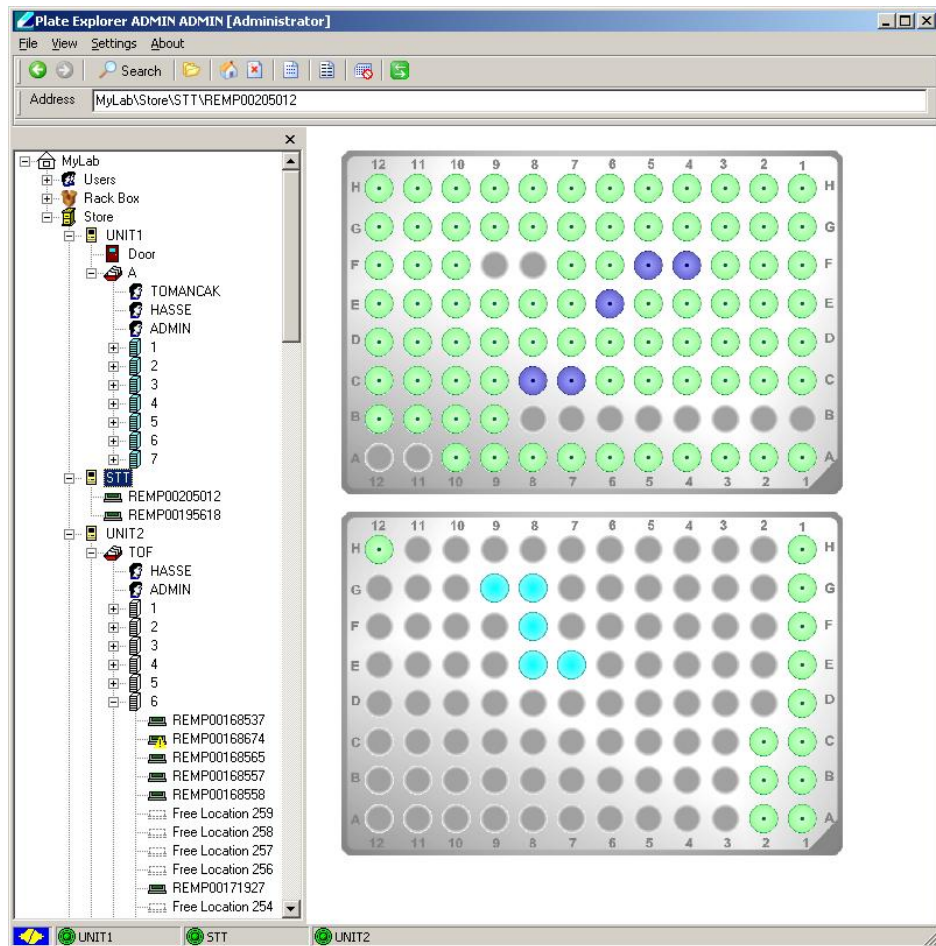 Plate Explorer ADMIN ADMIN [Administrator]
File View Settings About
Search
Address MyLab\Store\STT\REMP00205012
MyLab
Users
Rack Box
Store
UNIT1
Door
A
TOMANCAK
HASSE
ADMIN
1
2
3
4
5
6
7
STT
REMP00205012
REMP00195618
UNIT2
TOF
HASSE
ADMIN
1
2
3
4
5
6
REMP00168537
REMP00168674
REMP00168565
REMP00168557
REMP00168558
Free Location 259
Free Location 258
Free Location 257
Free Location 256
REMP00171927
Free Location 254
12 11 10 9 8 7 6 5 4 3 2 1
H H
G G
F F
E E
D D
C C
B B
A A
12 11 10 9 8 7 6 5 4 3 2 1
12 11 10 9 8 7 6 5 4 3 2 1
H H
G G
F F
E E
D D
C C
B B
A A
12 11 10 9 8 7 6 5 4 3 2 1
UNIT1 STT UNIT2